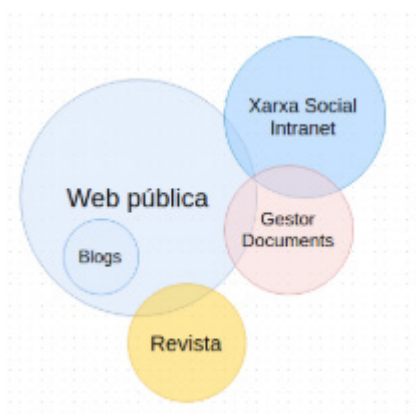 Xarxa Social
Intranet
Web pública
Gestor
Documents
Blogs
Revista